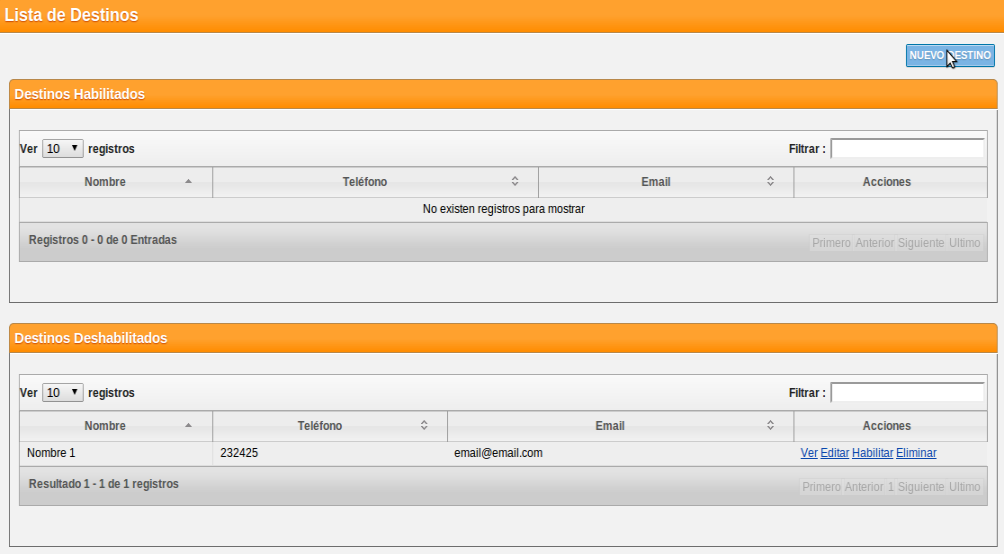 Lista de Destinos
NUEVO DESTINO
Destinos Habilitados
Ver 10 registros Filtrar :
Nombre Teléfono Email Acciones
No existen registros para mostrar
Registros 0 - 0 de 0 Entradas Primero Anterior Siguiente Ultimo
Destinos Deshabilitados
Ver 10 registros Filtrar :
Nombre Teléfono Email Acciones
Nombre 1 232425 email@email.com Ver Editar Habilitar Eliminar
Resultado 1 - 1 de 1 registros Primero Anterior 1 Siguiente Ultimo